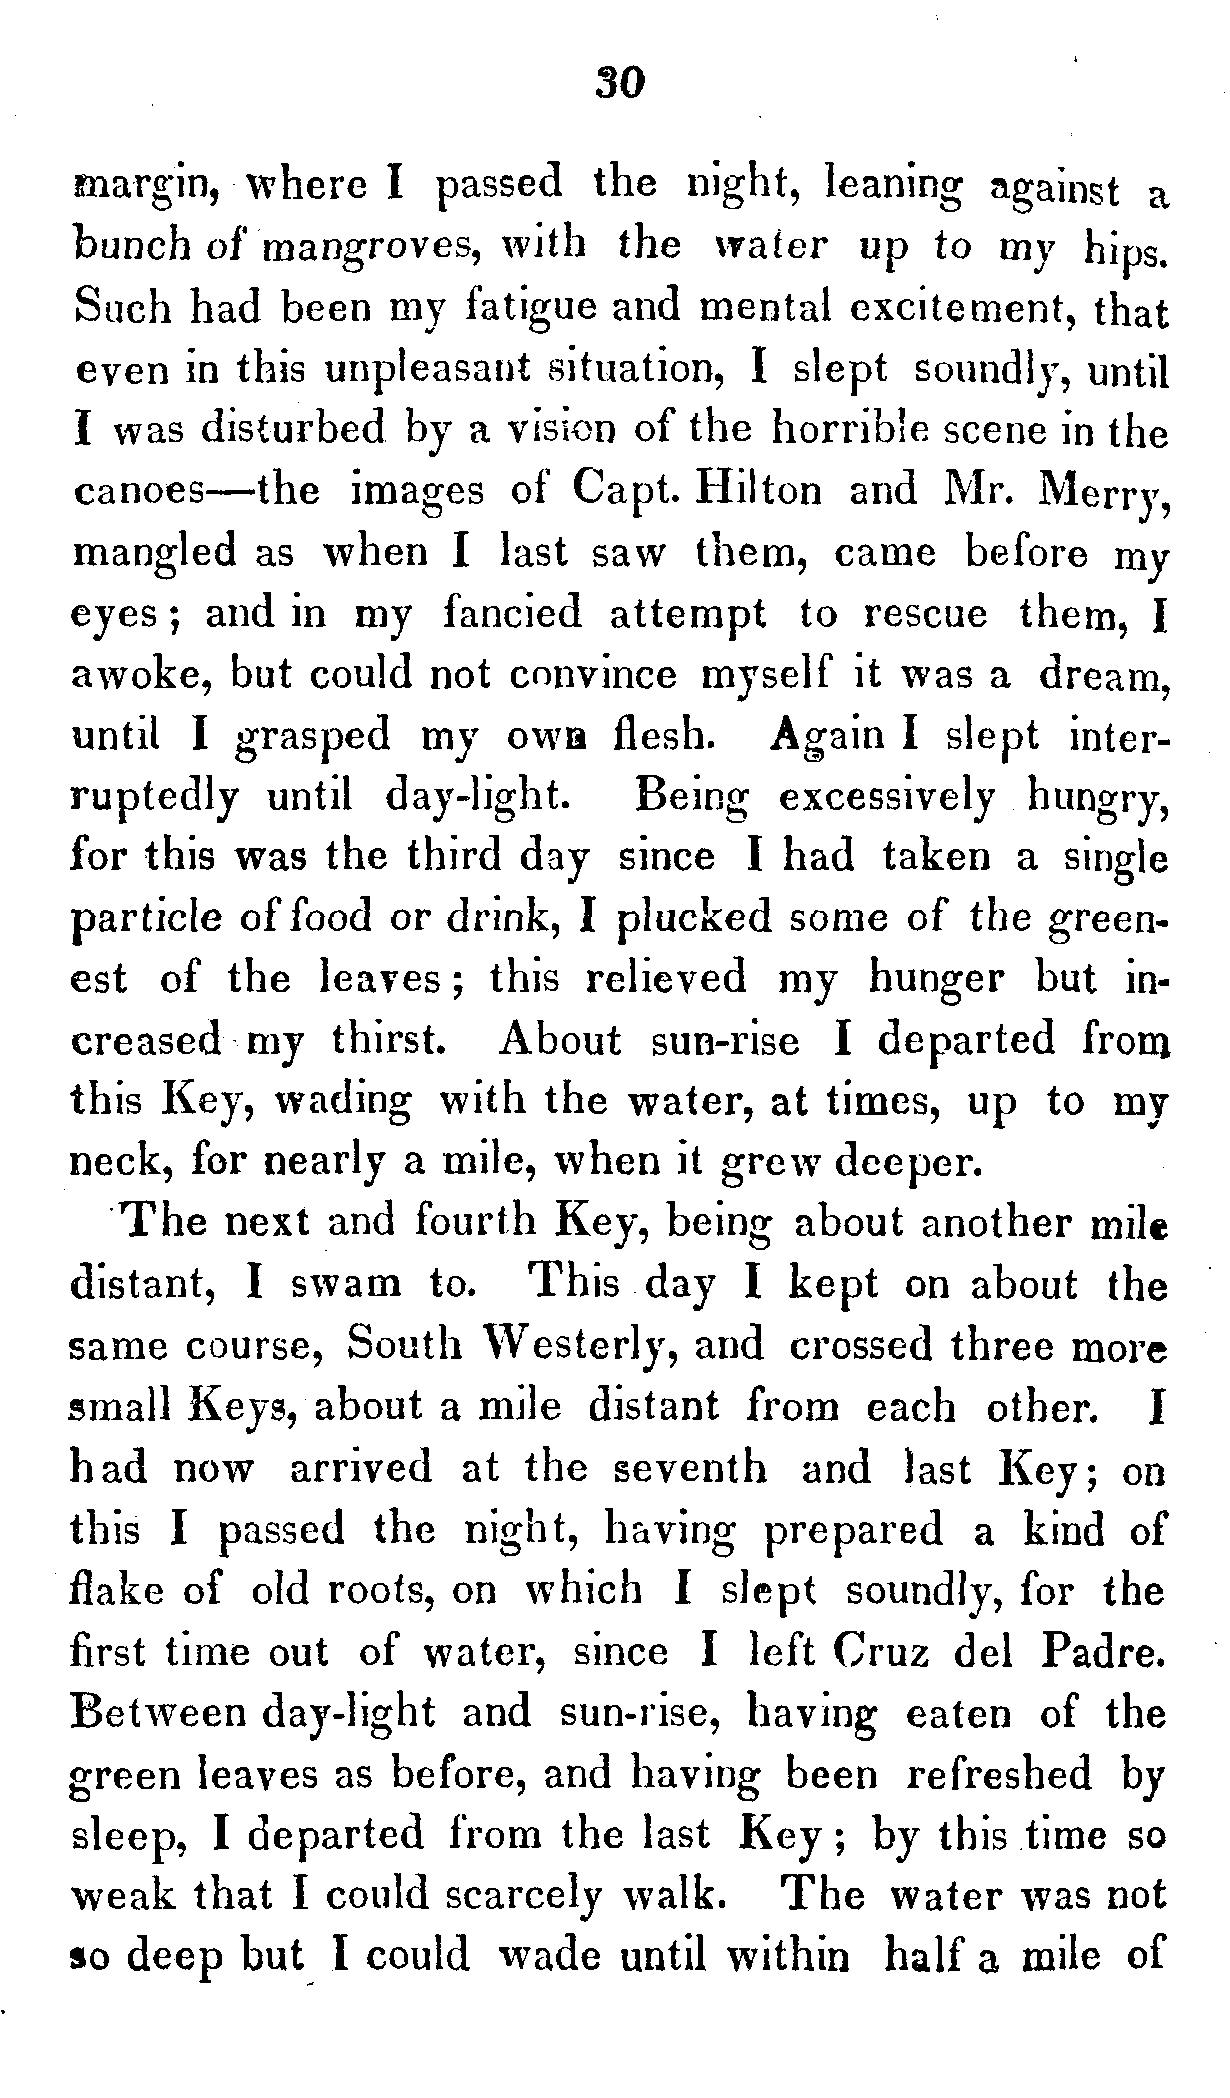 30
margin, where I passed the night, leaning against a
bunch of mangroves, with the water up to my hips.
Such had been my fatigue and mental excitement, that
even in this unpleasant situation, I slept soundly, until
I was disturbed by a vision of the horrible scene in the
canoes—the images of Capt. Hilton and Mr. Merry,
mangled as when I last saw them, came before my
eyes ; and in my fancied attempt to rescue them, I
awoke, but could not convince myself it was a dream,
until I grasped my own flesh. Again I slept inter-
ruptedly until day-light. Being excessively hungry,
for this was the third day since I had taken a single
particle of food or drink, I plucked some of the green-
est of the leaves ; this relieved my hunger but in-
creased my thirst. About sun-rise I departed from
this Key, wading with the water, at times, up to my
neck, for nearly a mile, when it grew deeper.
The next and fourth Key, being about another mile
distant, I swam to. This day I kept on about the
same course, South Westerly, and crossed three more
small Keys, about a mile distant from each other. I
had now arrived at the seventh and last Key ; on
this I passed the night, having prepared a kind of
flake of old roots, on which I slept soundly, for the
first time out of water, since I left Cruz del Padre.
Between day-light and sun-rise, having eaten of the
green leaves as before, and having been refreshed by
sleep, I departed from the last Key ; by this time so
weak that I could scarcely walk. The water was not
so deep but I could wade until within half a mile of